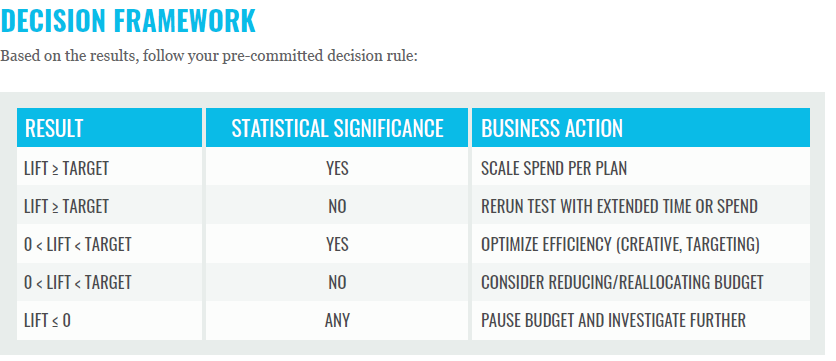 DECISION FRAMEWORK
Based on the results, follow your pre-committed decision rule:
RESULT STATISTICAL SIGNIFICANCE BUSINESS ACTION
LIFT ≥ TARGET YES SCALE SPEND PER PLAN
LIFT ≥ TARGET NO RERUN TEST WITH EXTENDED TIME OR SPEND
0 < LIFT < TARGET YES OPTIMIZE EFFICIENCY (CREATIVE, TARGETING)
0 < LIFT < TARGET NO CONSIDER REDUCING/REALLOCATING BUDGET
LIFT ≤ 0 ANY PAUSE BUDGET AND INVESTIGATE FURTHER